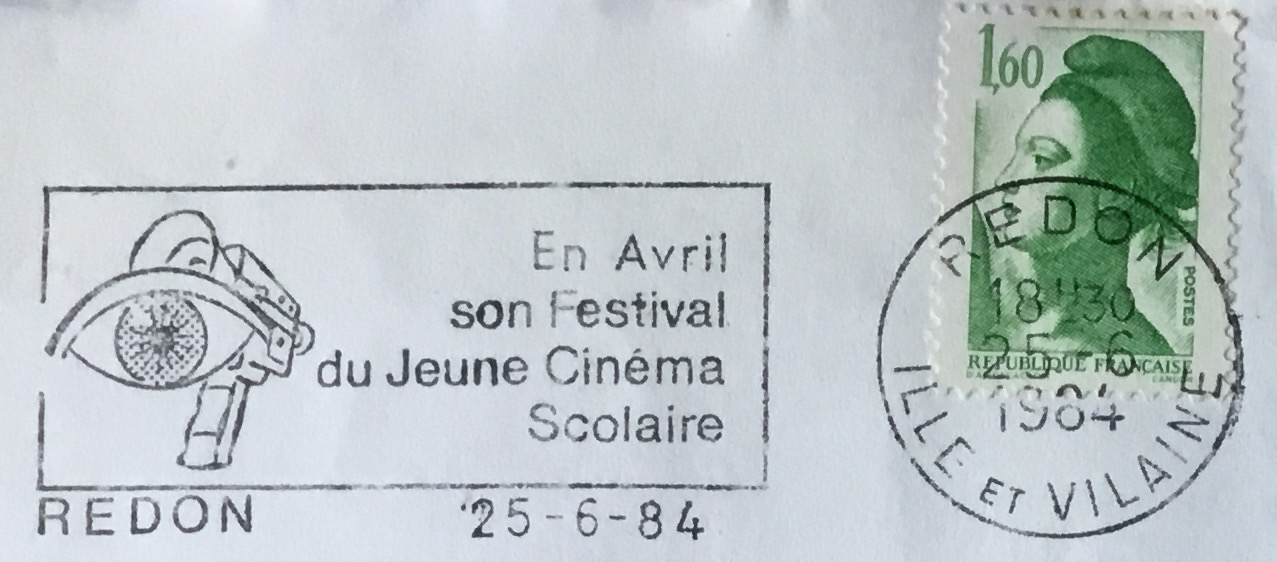 1,60
POSTES
REPUBLIQUE FRANÇAISE
En Avril
son Festival
du Jeune Cinéma
Scolaire
REDON 25-6-84
REDON
18H30
25-6
1984
ILLE ET VILAINE